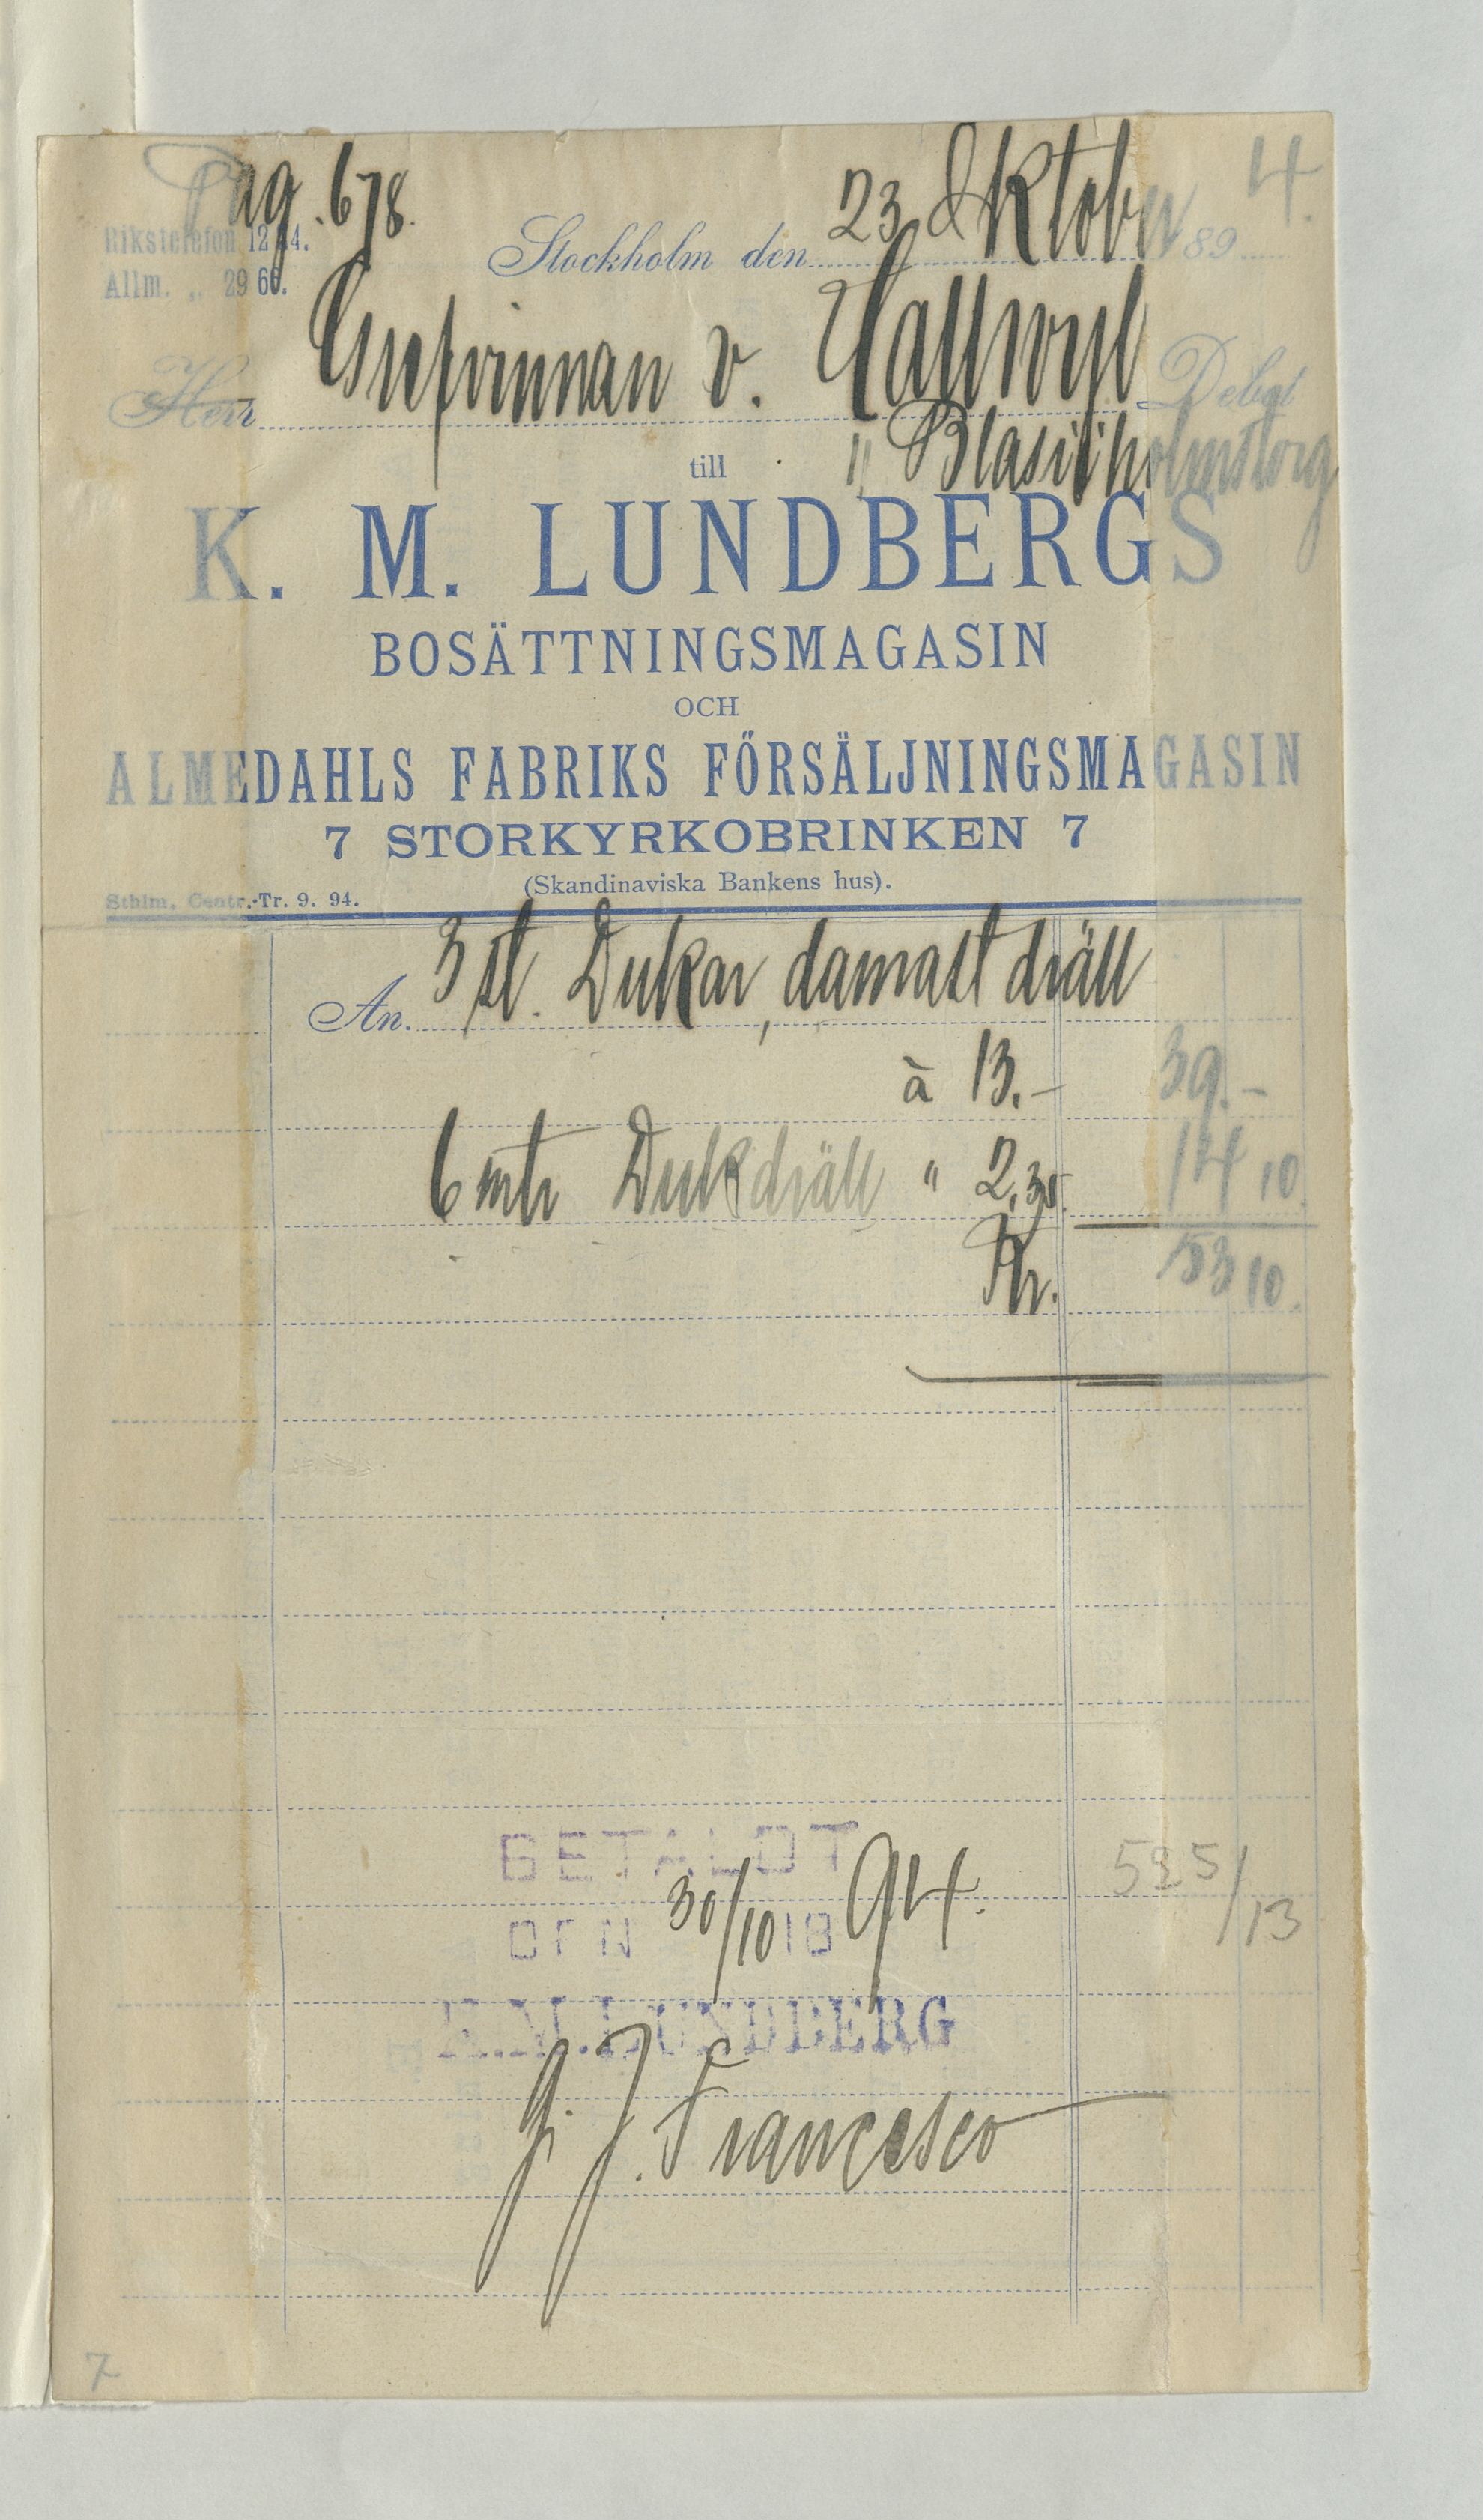 Pag. 678.
4.
Rikstelefon 12 44.
Allm. „ 29 60.
Stockholm den 23 Oktober 189
Herr Grefvinnan v. Hallwyl Debet
11 Blasiiholmstorg
till
K. M. LUNDBERGS
BOSÄTTNINGSMAGASIN
OCH
ALMEDAHLS FABRIKS FÖRSÄLJNINGSMAGASIN
7 STORKYRKOBRINKEN 7
(Skandinaviska Bankens hus).
Sthlm, Centr.-Tr. 9. 94.
An. 3 st. Dukar, damast dräll
à 13.- 39.-
6 mtr Dukdräll " 2,35. 14 10.
Kr. 53 10.
BETALDT
DEN 30/10 18 94.
525/13
K.M.LUNDBERG
G. J. Francesco
7